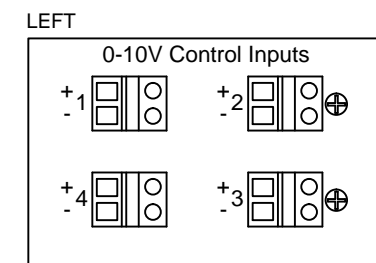 LEFT
0-10V Control Inputs
+ 1 + 2
- -
+ 4 + 3
- -